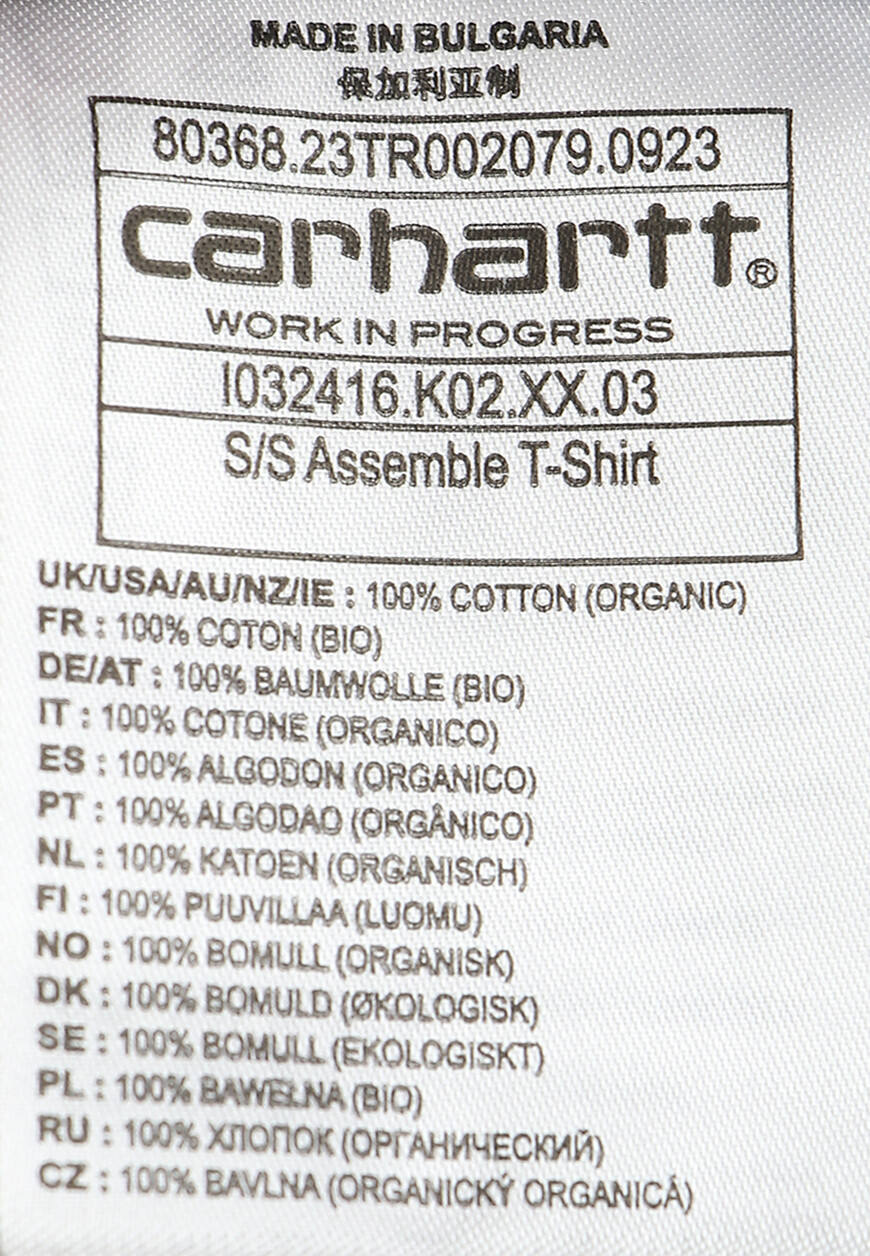 MADE IN BULGARIA
保加利亚制
80368.23TR002079.0923
carhartt®
WORK IN PROGRESS
I032416.K02.XX.03
S/S Assemble T-Shirt
UK/USA/AU/NZ/IE : 100% COTTON (ORGANIC)
FR : 100% COTON (BIO)
DE/AT : 100% BAUMWOLLE (BIO)
IT : 100% COTONE (ORGANICO)
ES : 100% ALGODON (ORGANICO)
PT : 100% ALGODAO (ORGÂNICO)
NL : 100% KATOEN (ORGANISCH)
FI : 100% PUUVILLAA (LUOMU)
NO : 100% BOMULL (ORGANISK)
DK : 100% BOMULD (ØKOLOGISK)
SE : 100% BOMULL (EKOLOGISKT)
PL : 100% BAWEŁNA (BIO)
RU : 100% ХЛОПОК (ОРГАНИЧЕСКИЙ)
CZ : 100% BAVLNA (ORGANICKÝ ORGANICÁ)